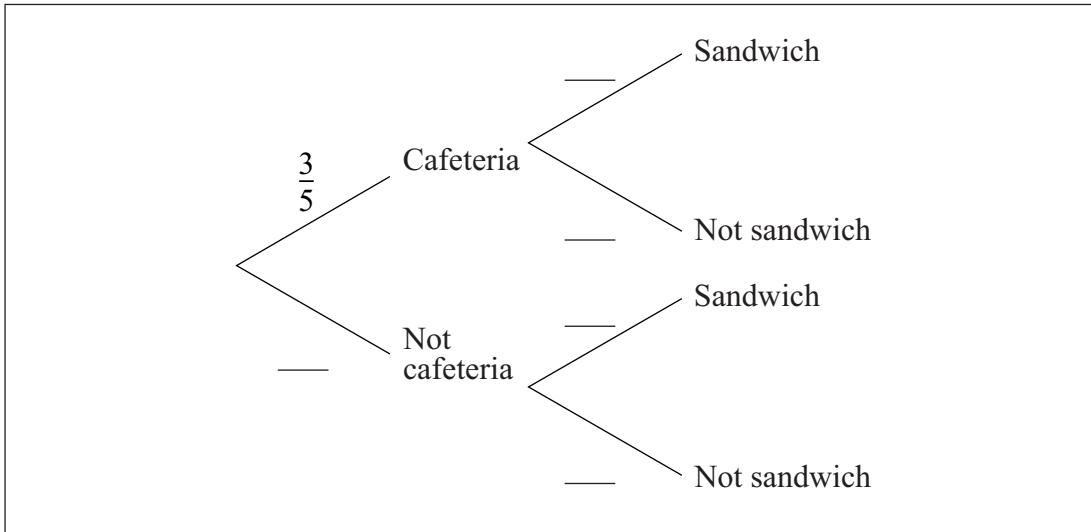 Sandwich
3/5
Cafeteria
Not sandwich
Sandwich
Not
cafeteria
Not sandwich